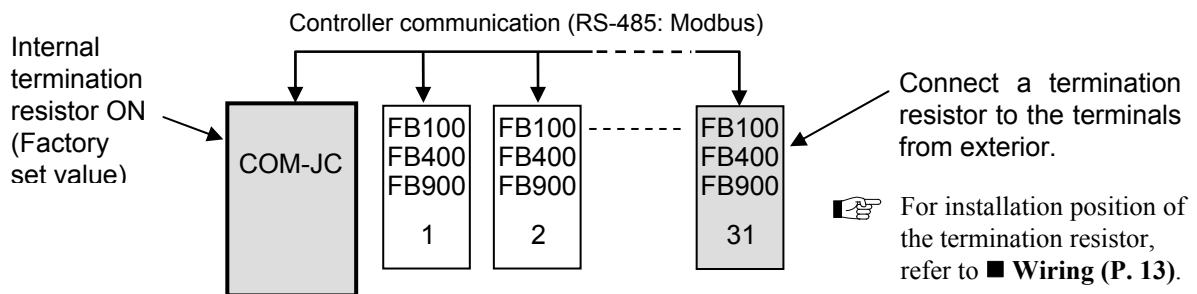 Controller communication (RS-485: Modbus)
Internal
termination
resistor ON
(Factory
set value)
COM-JC
FB100
FB400
FB900
1
FB100
FB400
FB900
2
FB100
FB400
FB900
31
Connect a termination
resistor to the terminals
from exterior.
For installation position of
the termination resistor,
refer to ■ Wiring (P. 13).